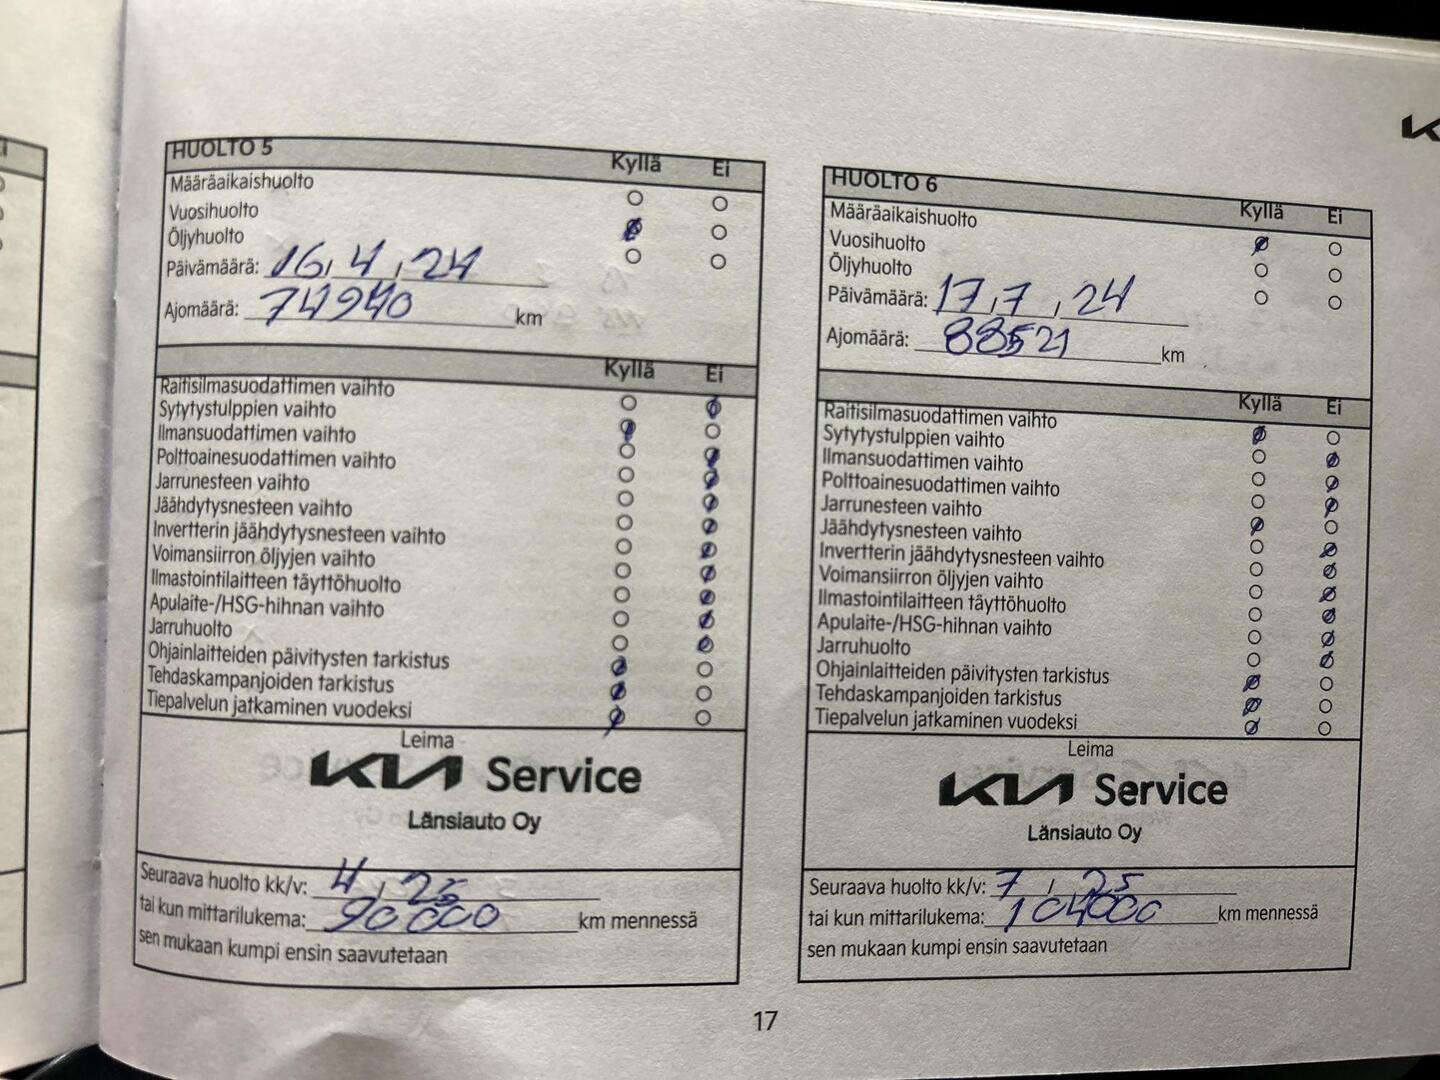 HUOLTO 5 Kyllä Ei
Määräaikaishuolto
Vuosihuolto
Öljyhuolto
Päivämäärä: 16, 4, 24
Ajomäärä: 74940 km
Kyllä Ei
Raitisilmasuodattimen vaihto
Sytytystulppien vaihto
Ilmansuodattimen vaihto
Polttoainesuodattimen vaihto
Jarrunesteen vaihto
Jäähdytysnesteen vaihto
Invertterin jäähdytysnesteen vaihto
Voimansiirron öljyjen vaihto
Ilmastointilaitteen täyttöhuolto
Apulaite-/HSG-hihnan vaihto
Jarruhuolto
Ohjainlaitteiden päivitysten tarkistus
Tehdaskampanjoiden tarkistus
Tiepalvelun jatkaminen vuodeksi
Leima
KIA Service
Länsiauto Oy
Seuraava huolto kk/v: 4, 25
tai kun mittarilukema: 90000 km mennessä
sen mukaan kumpi ensin saavutetaan
HUOLTO 6 Kyllä Ei
Määräaikaishuolto
Vuosihuolto
Öljyhuolto
Päivämäärä: 17, 7, 24
Ajomäärä: 88521 km
Kyllä Ei
Raitisilmasuodattimen vaihto
Sytytystulppien vaihto
Ilmansuodattimen vaihto
Polttoainesuodattimen vaihto
Jarrunesteen vaihto
Jäähdytysnesteen vaihto
Invertterin jäähdytysnesteen vaihto
Voimansiirron öljyjen vaihto
Ilmastointilaitteen täyttöhuolto
Apulaite-/HSG-hihnan vaihto
Jarruhuolto
Ohjainlaitteiden päivitysten tarkistus
Tehdaskampanjoiden tarkistus
Tiepalvelun jatkaminen vuodeksi
Leima
KIA Service
Länsiauto Oy
Seuraava huolto kk/v: 7, 25
tai kun mittarilukema: 104000 km mennessä
sen mukaan kumpi ensin saavutetaan
17